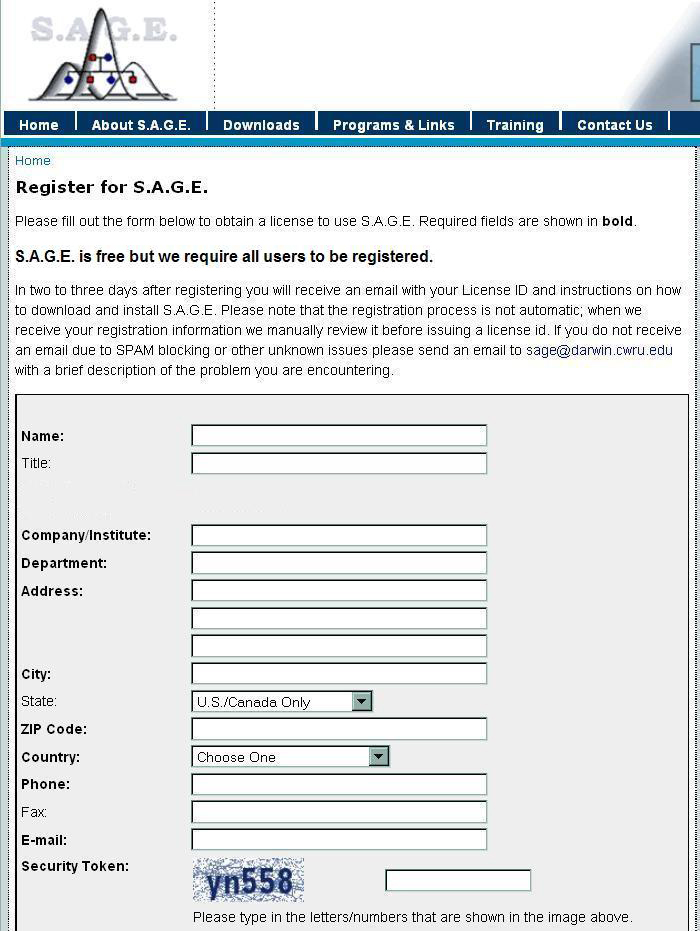 S.A.G.E.
Home About S.A.G.E. Downloads Programs & Links Training Contact Us
Home
Register for S.A.G.E.
Please fill out the form below to obtain a license to use S.A.G.E. Required fields are shown in bold.
S.A.G.E. is free but we require all users to be registered.
In two to three days after registering you will receive an email with your License ID and instructions on how
to download and install S.A.G.E. Please note that the registration process is not automatic; when we
receive your registration information we manually review it before issuing a license id. If you do not receive
an email due to SPAM blocking or other unknown issues please send an email to sage@darwin.cwru.edu
with a brief description of the problem you are encountering.
Name:
Title:
Company/Institute:
Department:
Address:
City:
State: U.S./Canada Only
ZIP Code:
Country: Choose One
Phone:
Fax:
E-mail:
Security Token: yn558
Please type in the letters/numbers that are shown in the image above.